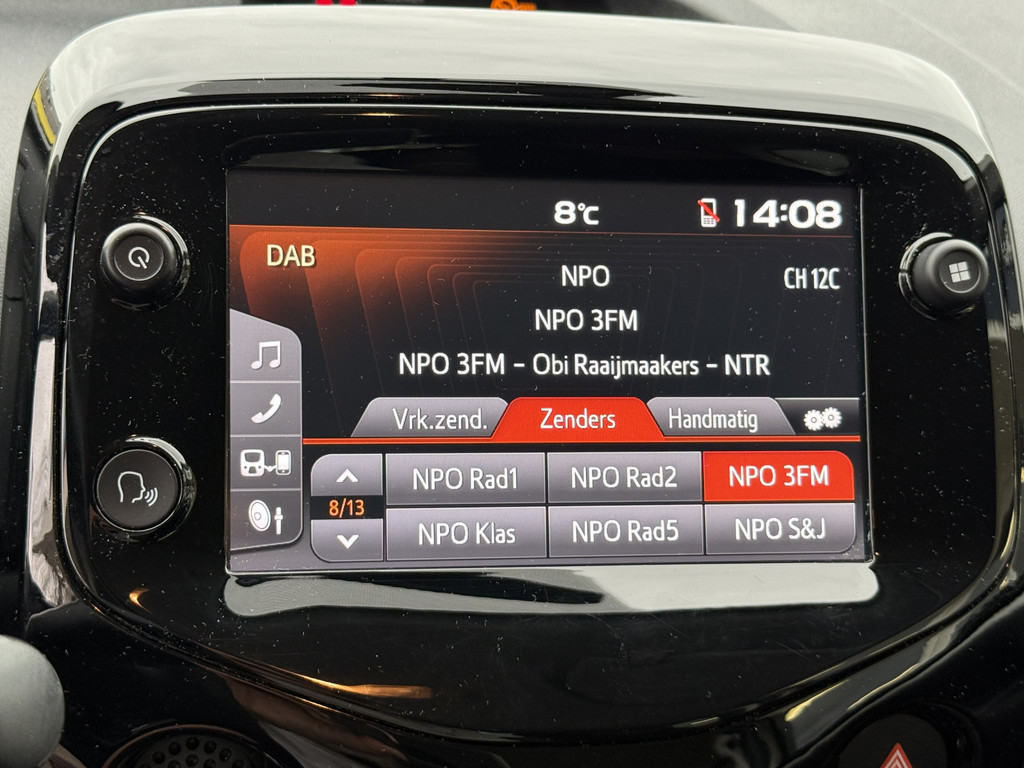 8°C 14:08
DAB
NPO CH 12C
NPO 3FM
NPO 3FM – Obi Raaijmaakers – NTR
Vrk.zend. Zenders Handmatig
NPO Rad1 NPO Rad2 NPO 3FM
8/13
NPO Klas NPO Rad5 NPO S&J